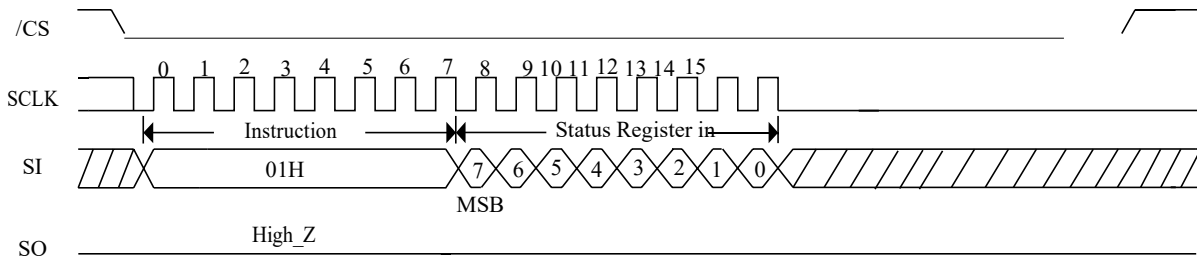 /CS
0 1 2 3 4 5 6 7 8 9 10 11 12 13 14 15
SCLK
Instruction Status Register in
SI 01H 7 6 5 4 3 2 1 0
MSB
High_Z
SO